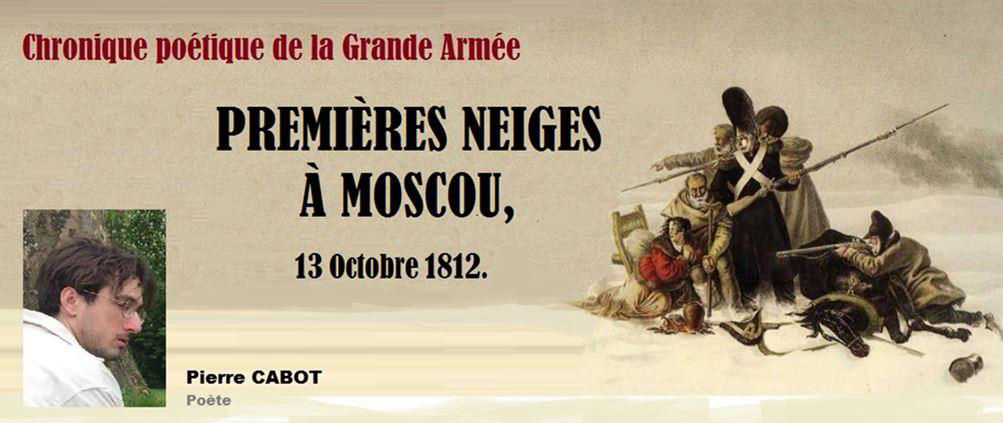 Chronique poétique de la Grande Armée
PREMIÈRES NEIGES
À MOSCOU,
13 Octobre 1812.
Pierre CABOT
Poète